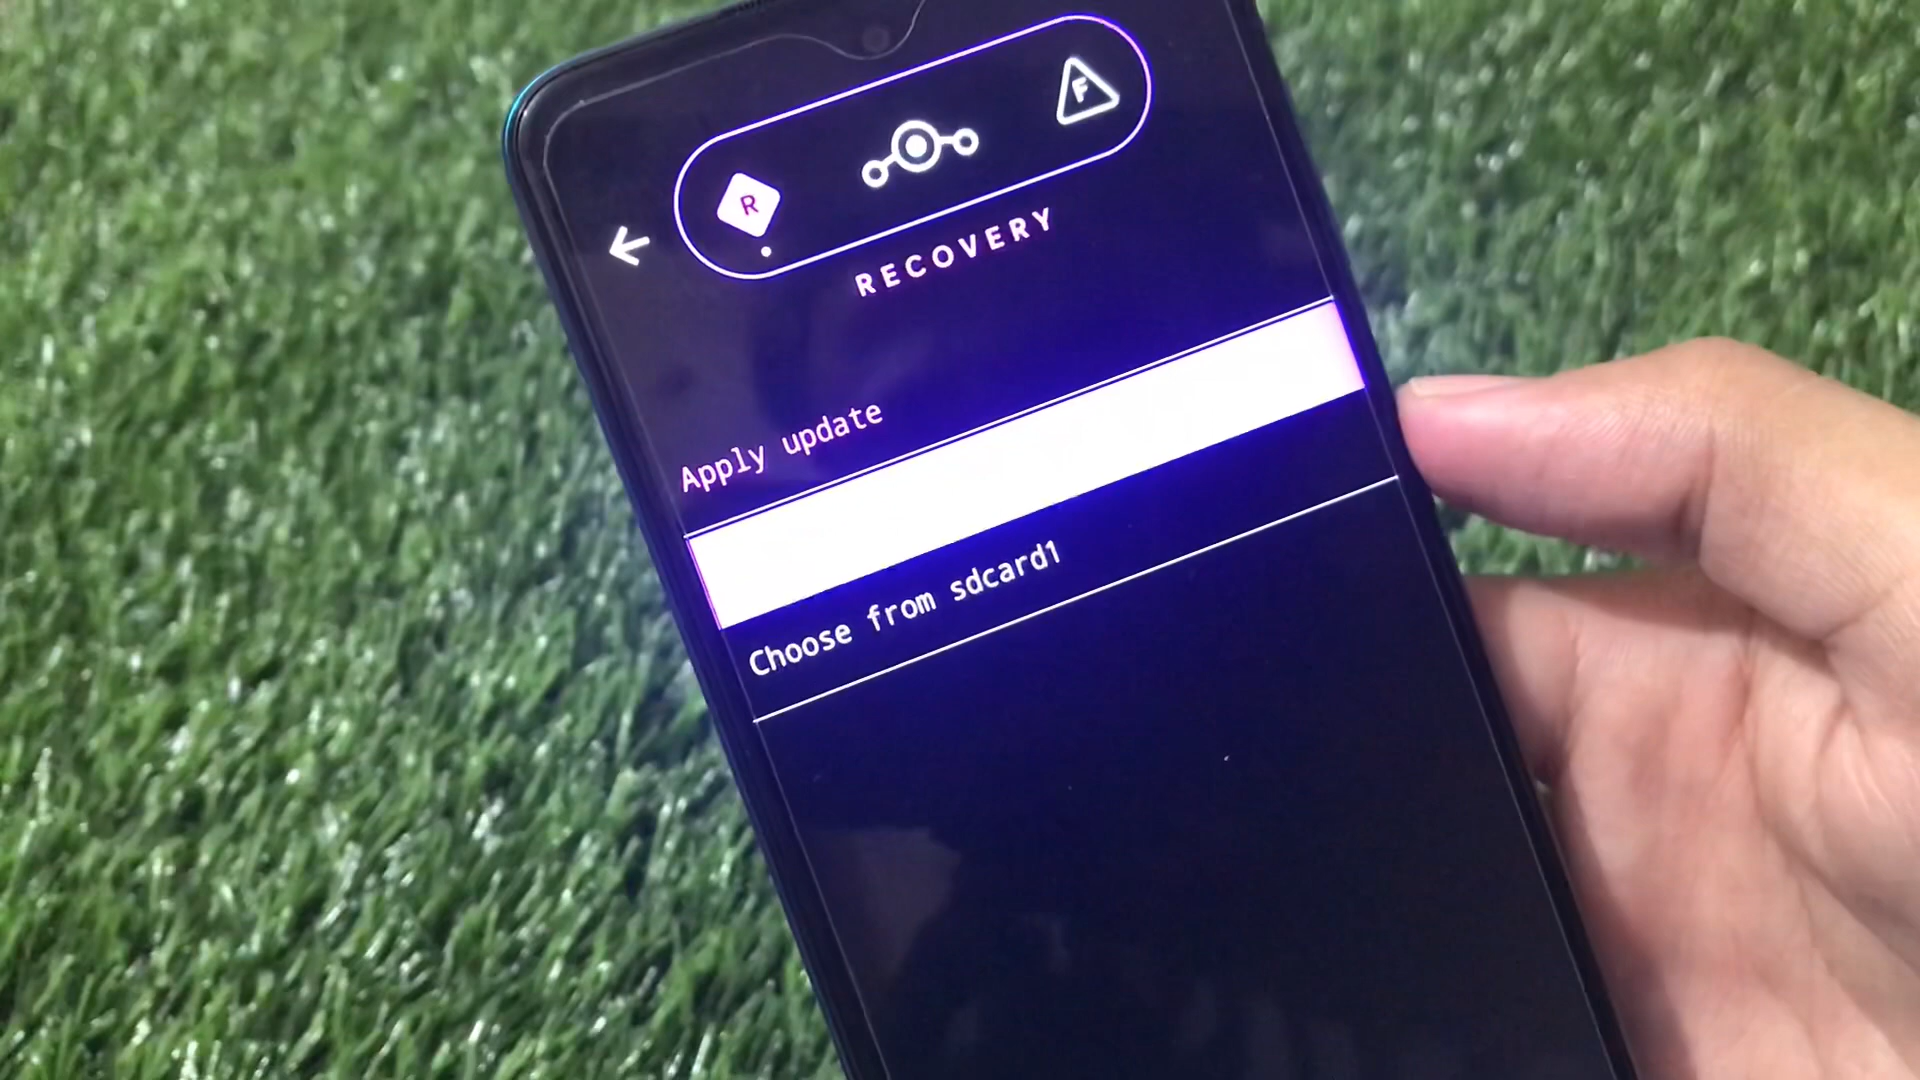 R
F
RECOVERY
Apply update
Choose from sdcard1